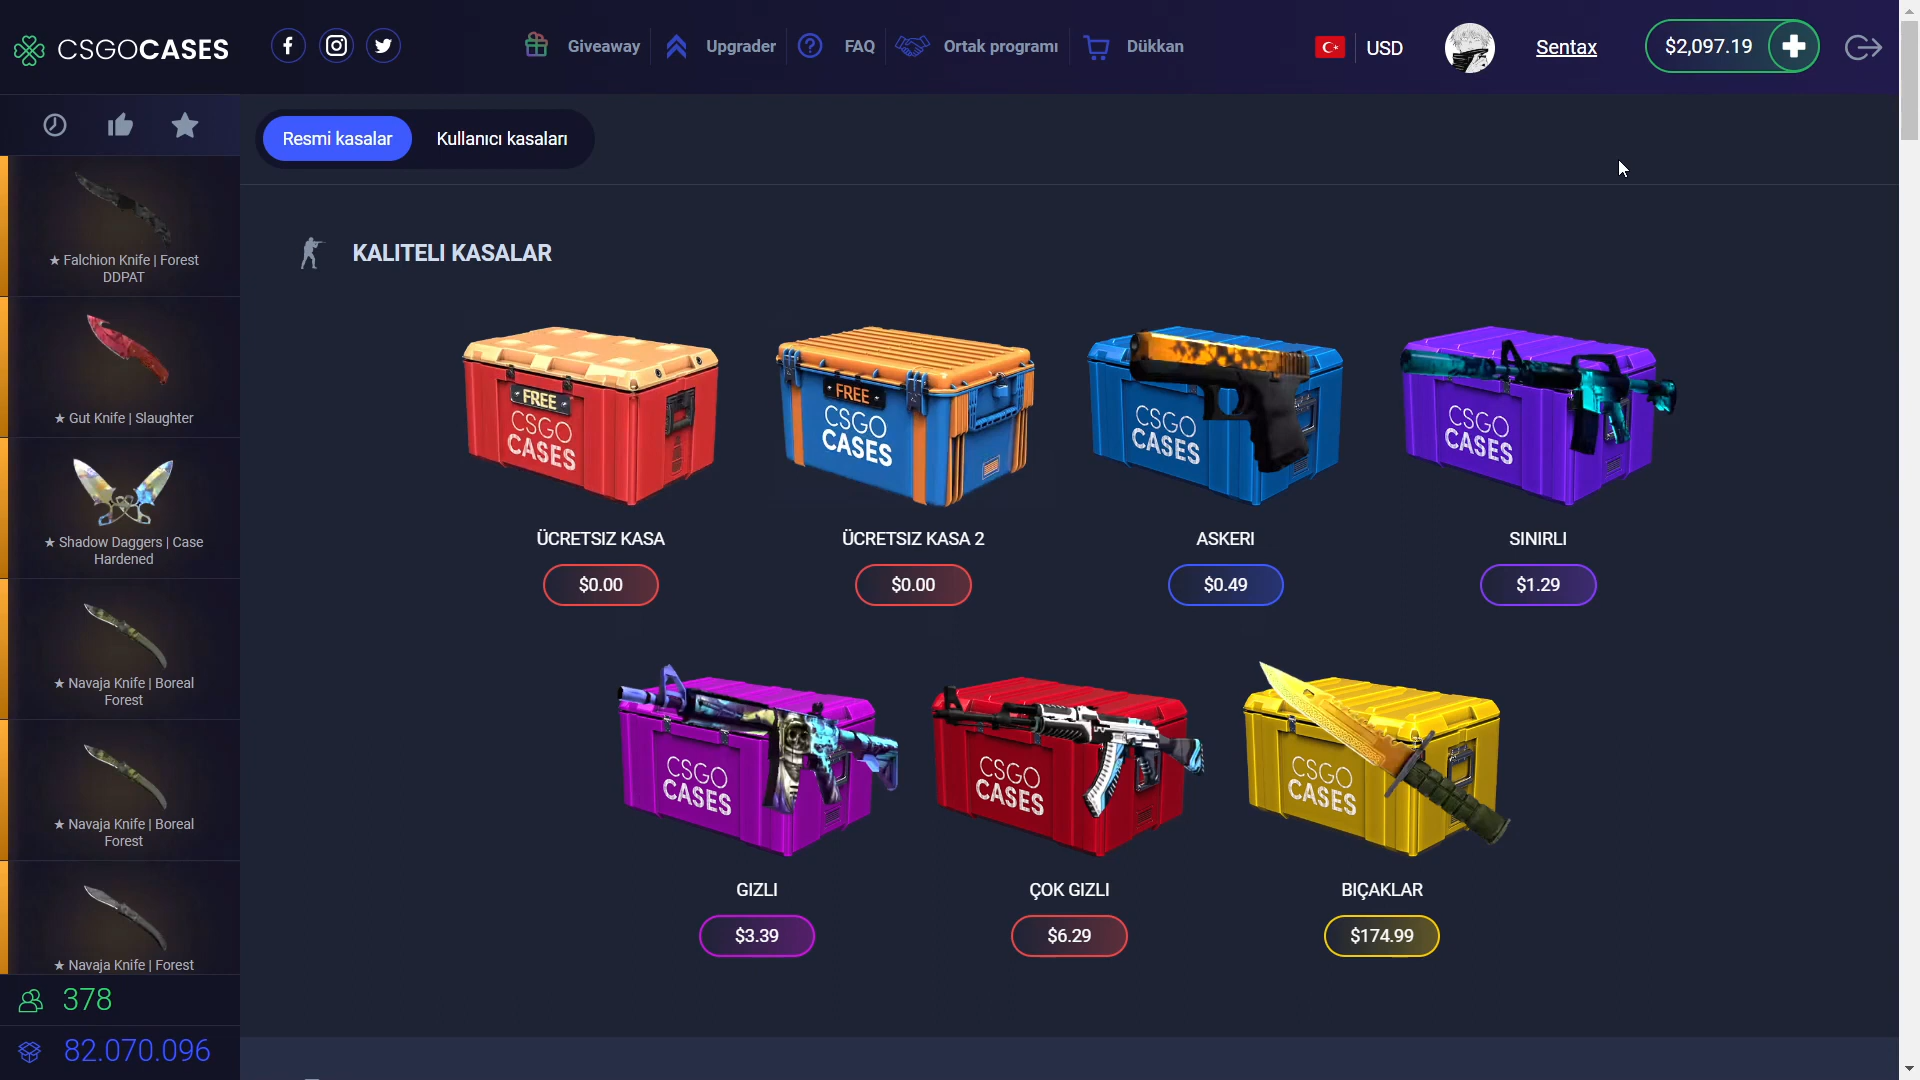 CSGOCASES
Giveaway
Upgrader
FAQ
Ortak programı
Dükkan
USD
Sentax
$2,097.19
Resmi kasalar
Kullanıcı kasaları
★ Falchion Knife | Forest
DDPAT
★ Gut Knife | Slaughter
★ Shadow Daggers | Case
Hardened
★ Navaja Knife | Boreal
Forest
★ Navaja Knife | Boreal
Forest
★ Navaja Knife | Forest
378
82.070.096
KALITELI KASALAR
FREE
CSGO
CASES
FREE
CSGO
CASES
CSGO
CASES
CSGO
CASES
ÜCRETSIZ KASA
ÜCRETSIZ KASA 2
ASKERI
SINIRLI
$0.00
$0.00
$0.49
$1.29
CSGO
CASES
CSGO
CASES
CSGO
CASES
GIZLI
ÇOK GIZLI
BIÇAKLAR
$3.39
$6.29
$174.99